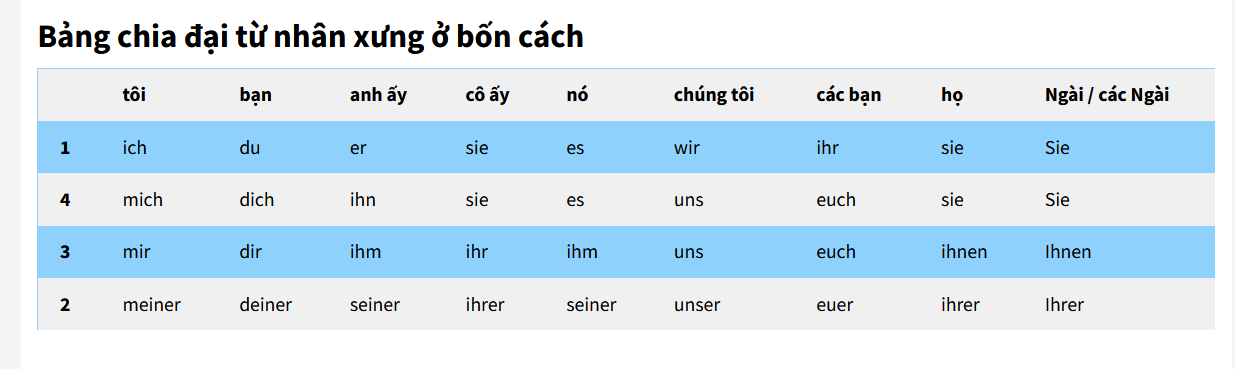 Bảng chia đại từ nhân xưng ở bốn cách
tôi bạn anh ấy cô ấy nó chúng tôi các bạn họ Ngài / các Ngài
1 ich du er sie es wir ihr sie Sie
4 mich dich ihn sie es uns euch sie Sie
3 mir dir ihm ihr ihm uns euch ihnen Ihnen
2 meiner deiner seiner ihrer seiner unser euer ihrer Ihrer